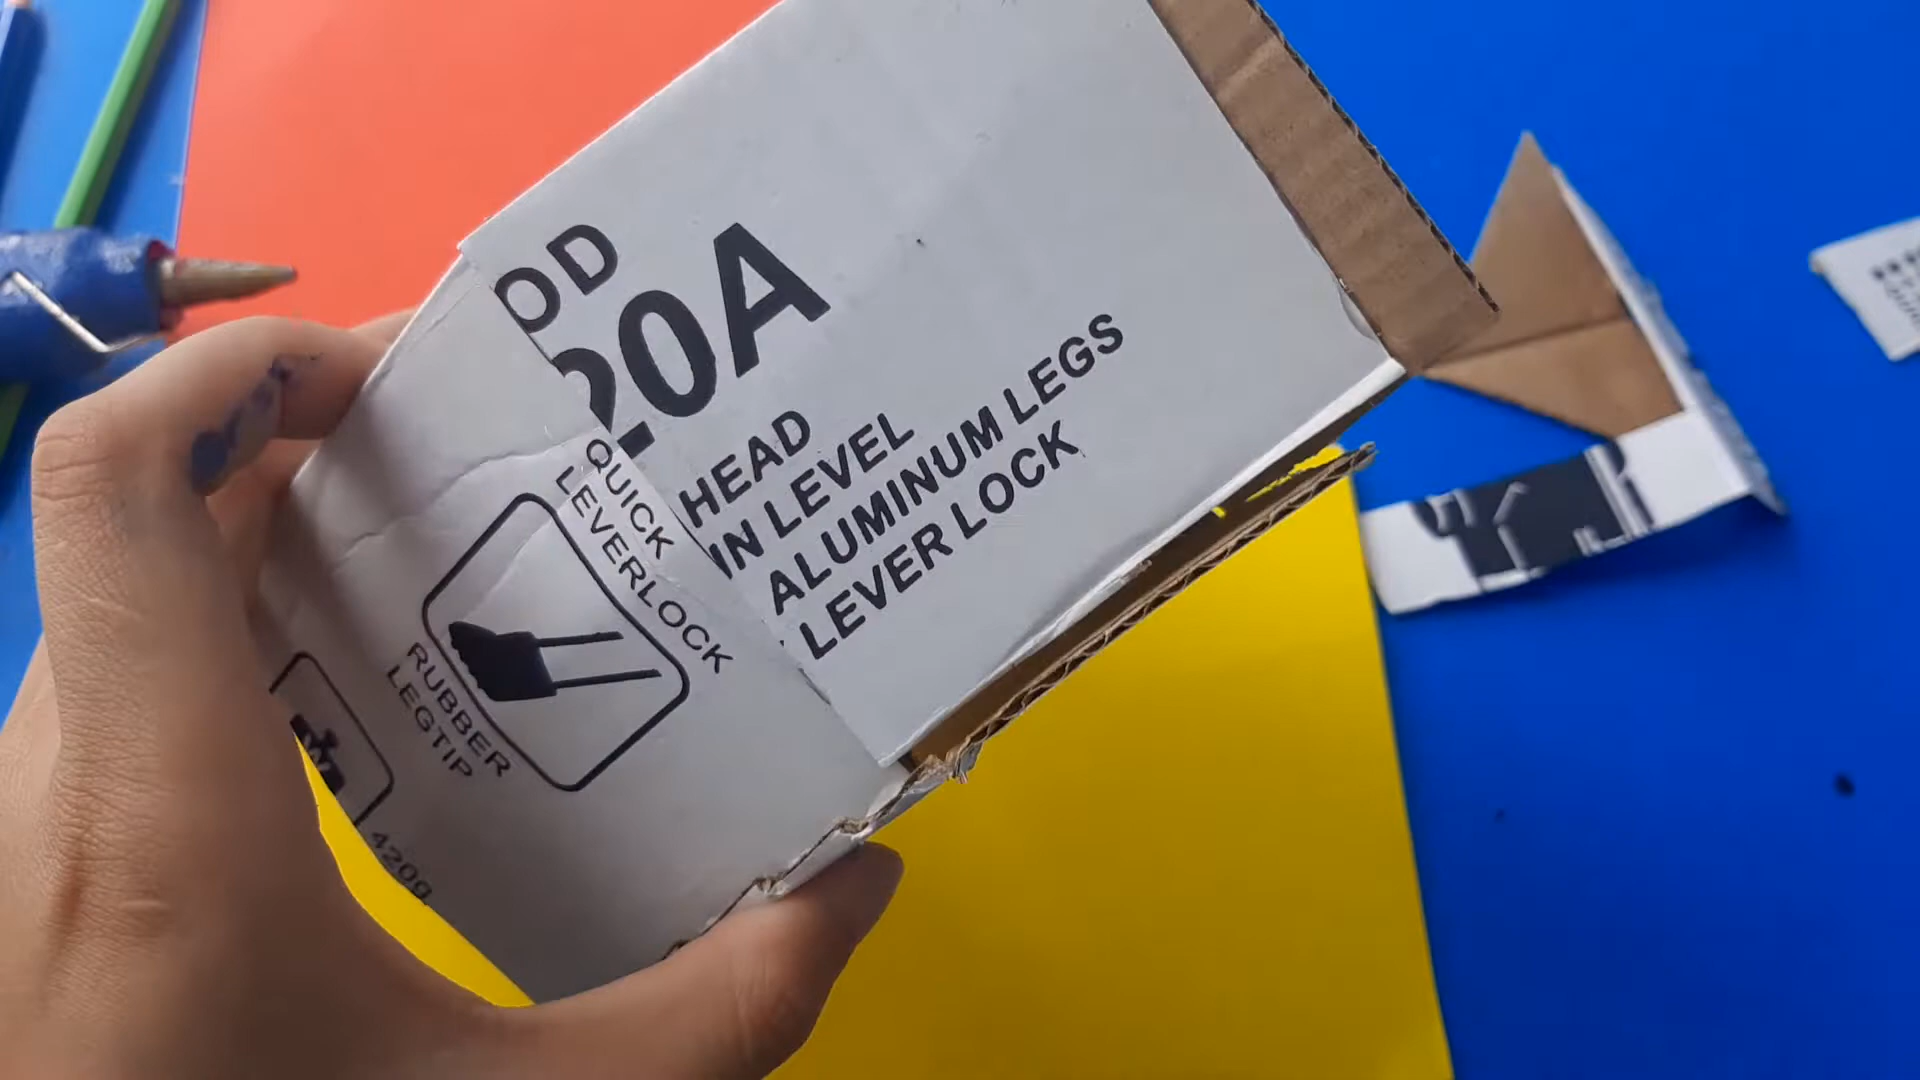 OD
20A
HEAD
IN LEVEL
ALUMINUM LEGS
LEVER LOCK
QUICK
LEVERLOCK
RUBBER
LEGTIP
420g